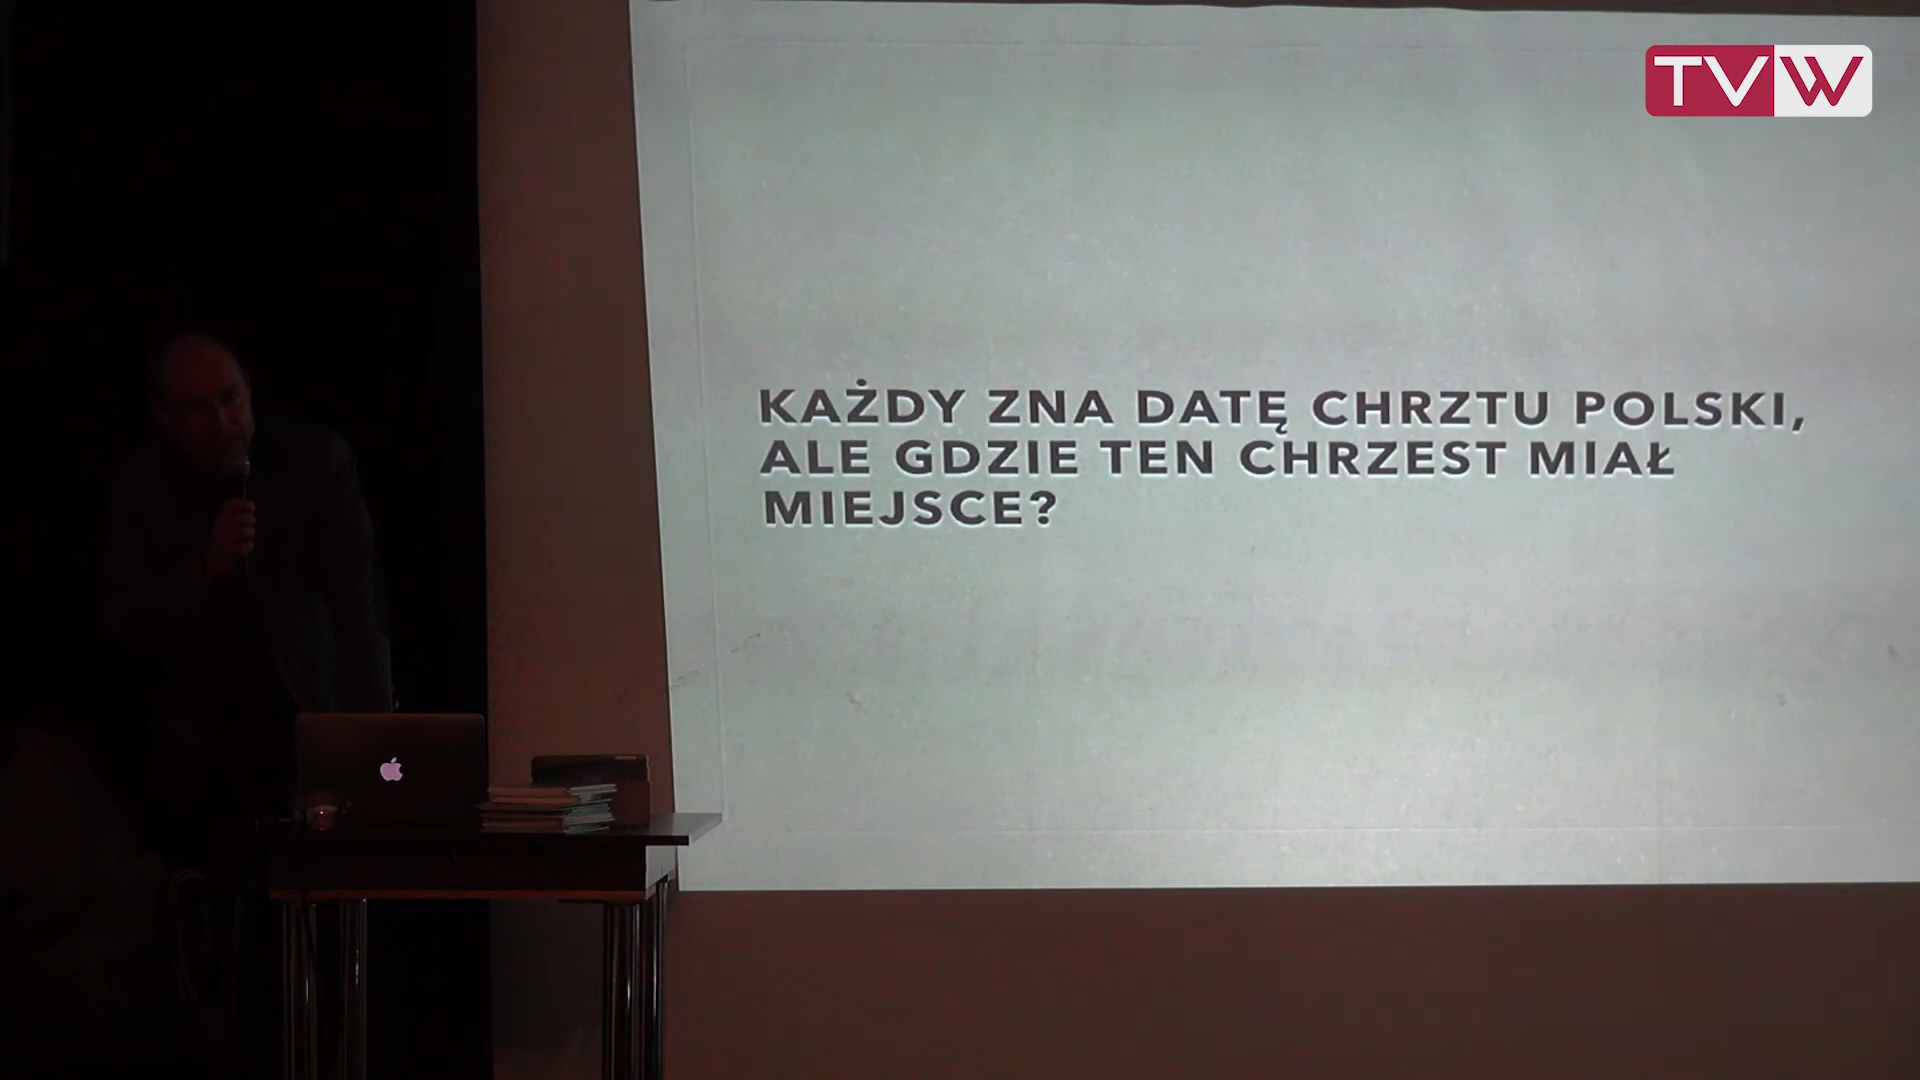 TVW
KAŻDY ZNA DATĘ CHRZTU POLSKI,
ALE GDZIE TEN CHRZEST MIAŁ
MIEJSCE?